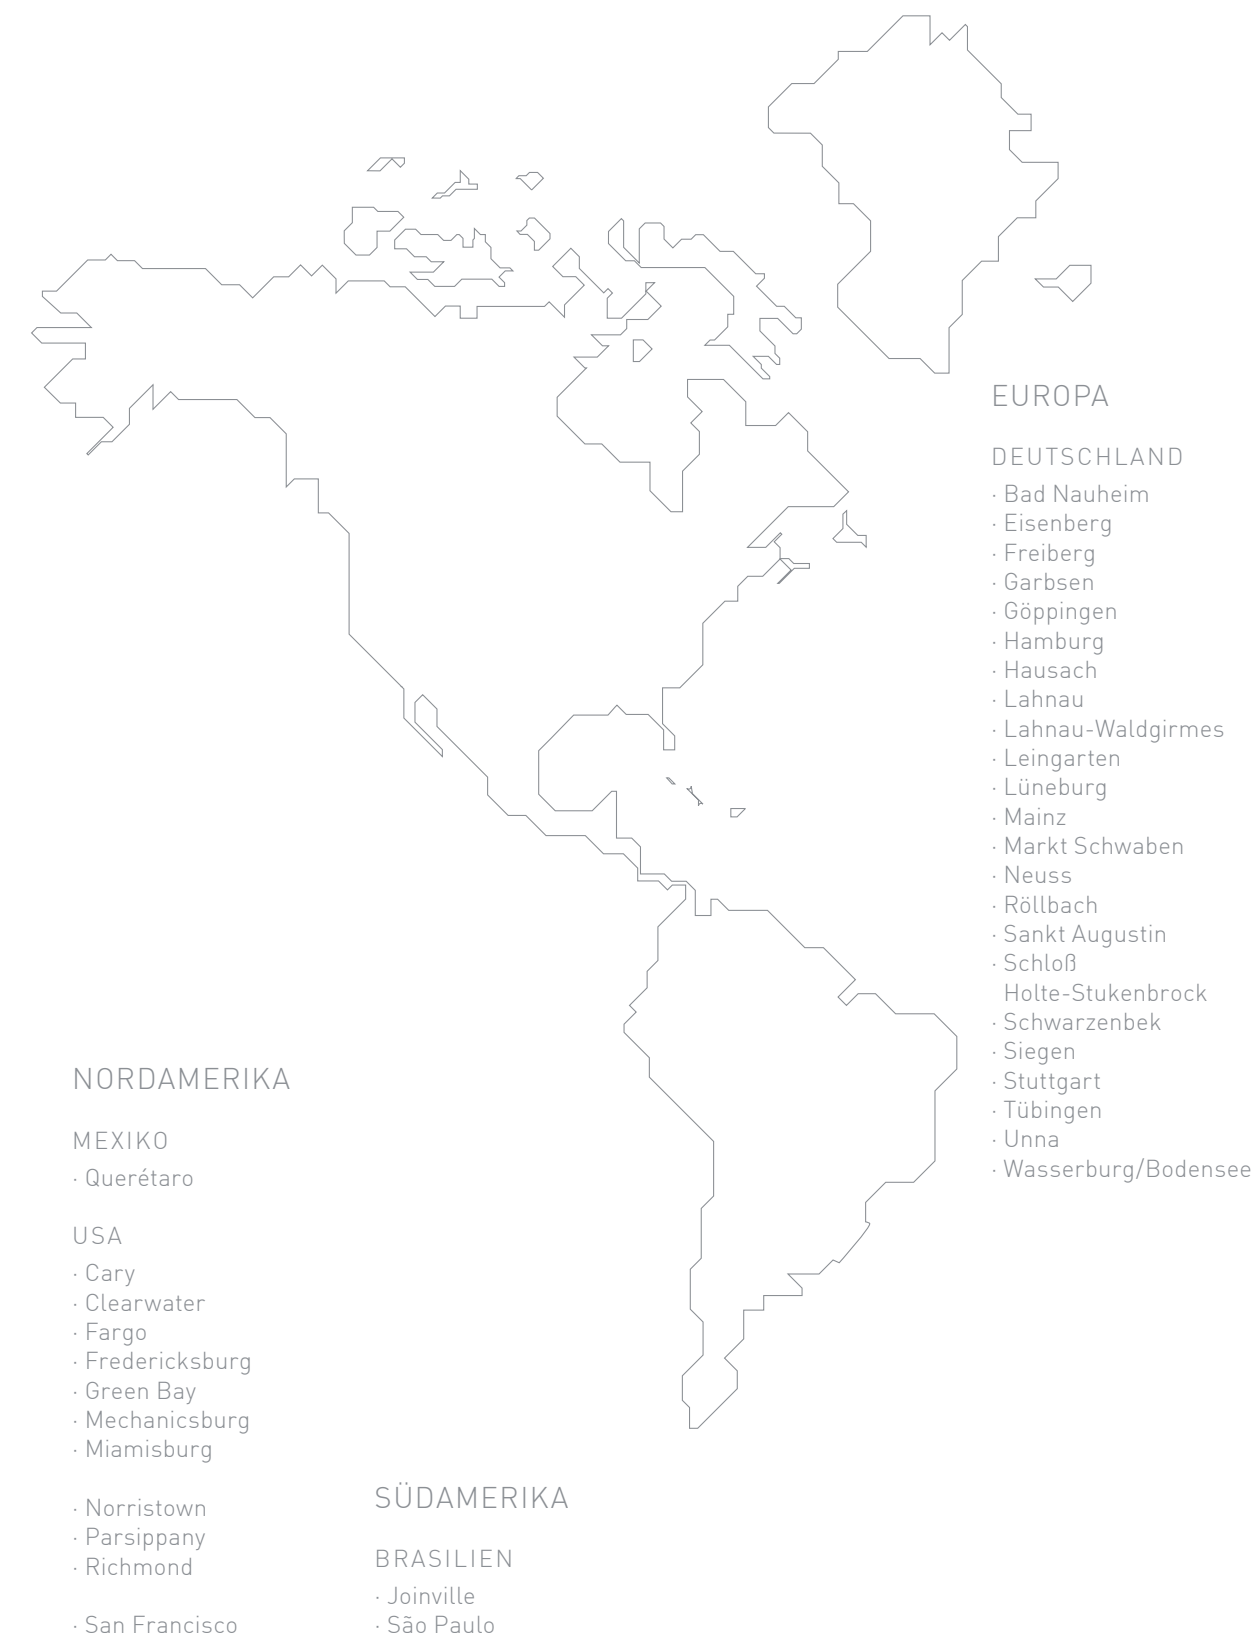 EUROPA
DEUTSCHLAND
· Bad Nauheim
· Eisenberg
· Freiberg
· Garbsen
· Göppingen
· Hamburg
· Hausach
· Lahnau
· Lahnau-Waldgirmes
· Leingarten
· Lüneburg
· Mainz
· Markt Schwaben
· Neuss
· Röllbach
· Sankt Augustin
· Schloß
Holte-Stukenbrock
· Schwarzenbek
· Siegen
· Stuttgart
· Tübingen
· Unna
· Wasserburg/Bodensee
NORDAMERIKA
MEXIKO
· Querétaro
USA
· Cary
· Clearwater
· Fargo
· Fredericksburg
· Green Bay
· Mechanicsburg
· Miamisburg
· Norristown
· Parsippany
· Richmond
· San Francisco
SÜDAMERIKA
BRASILIEN
· Joinville
· São Paulo